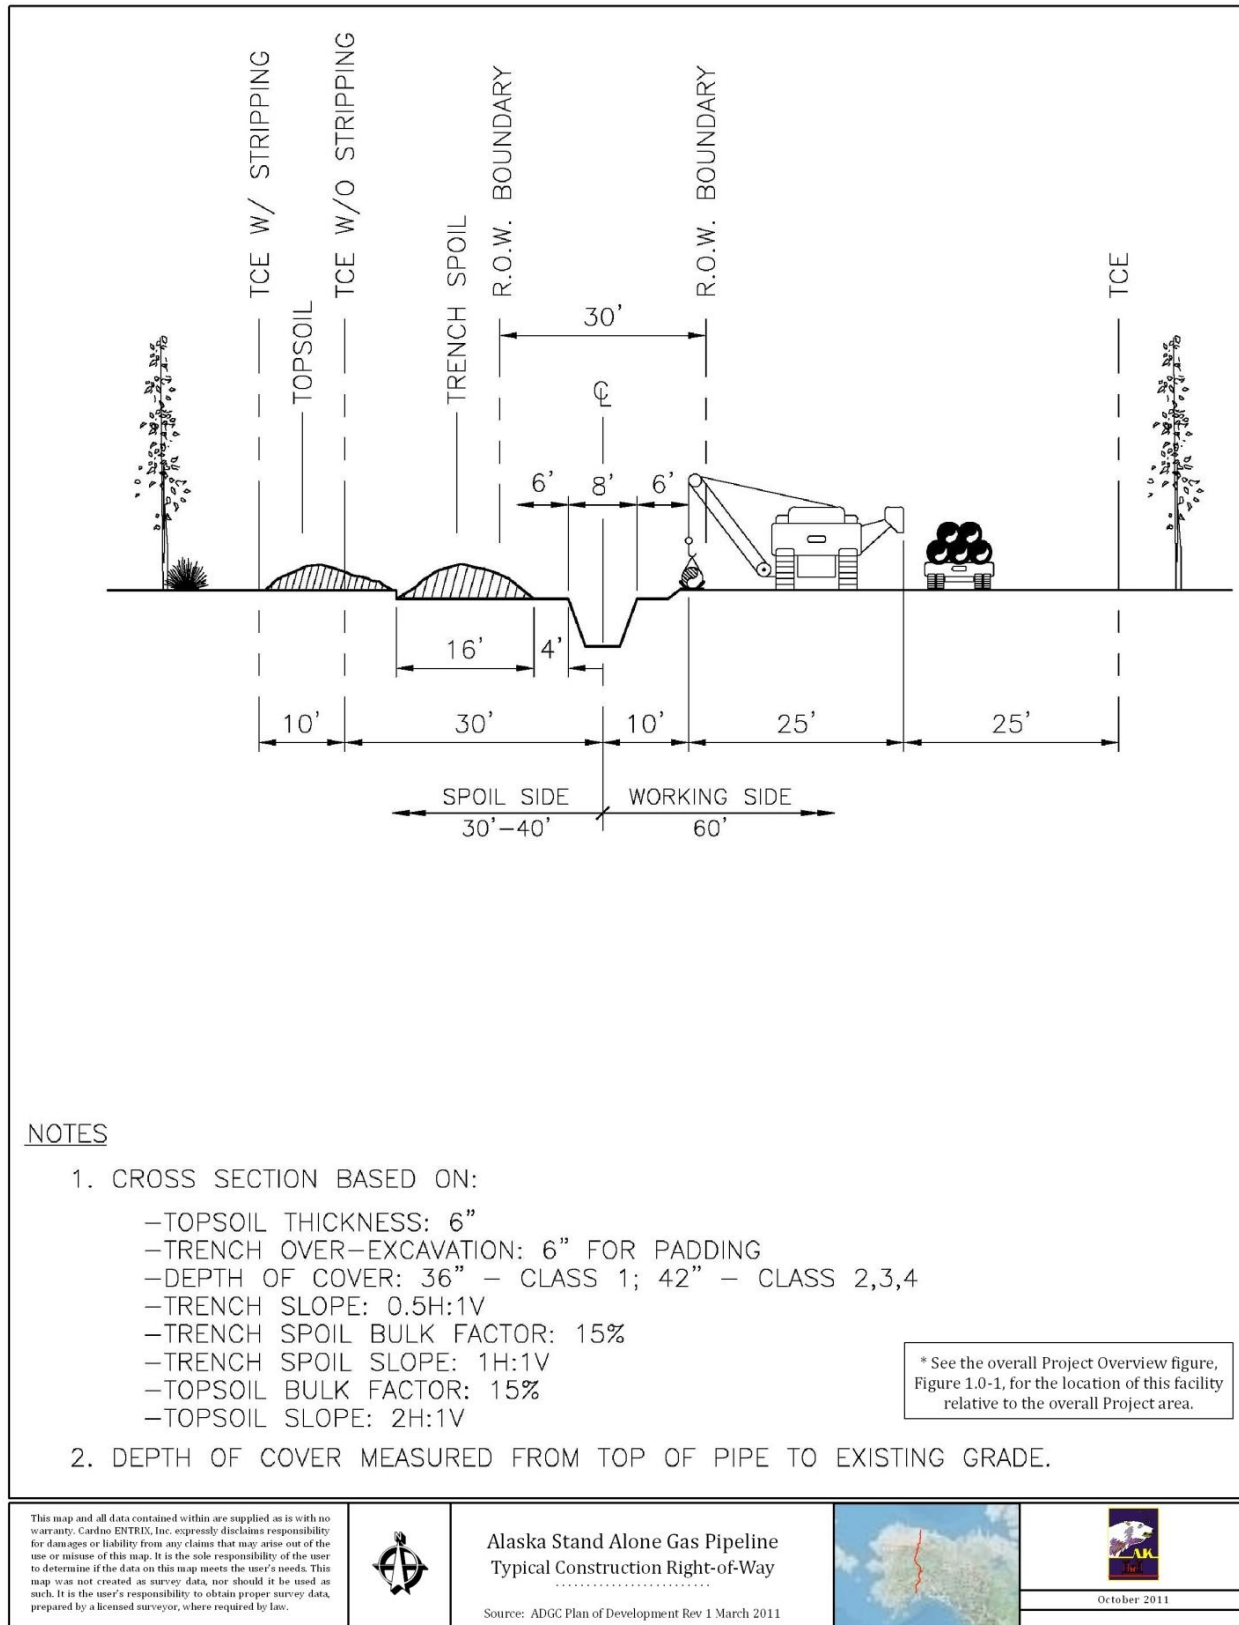 TCE W/ STRIPPING
TOPSOIL
TCE W/O STRIPPING
TRENCH SPOIL
R.O.W. BOUNDARY
R.O.W. BOUNDARY
TCE
30'
℄
6'
8'
6'
16'
4'
10'
30'
10'
25'
25'
SPOIL SIDE
30'-40'
WORKING SIDE
60'
NOTES
1. CROSS SECTION BASED ON:
-TOPSOIL THICKNESS: 6"
-TRENCH OVER-EXCAVATION: 6" FOR PADDING
-DEPTH OF COVER: 36" - CLASS 1; 42" - CLASS 2,3,4
-TRENCH SLOPE: 0.5H:1V
-TRENCH SPOIL BULK FACTOR: 15%
-TRENCH SPOIL SLOPE: 1H:1V
-TOPSOIL BULK FACTOR: 15%
-TOPSOIL SLOPE: 2H:1V
* See the overall Project Overview figure,
Figure 1.0-1, for the location of this facility
relative to the overall Project area.
2. DEPTH OF COVER MEASURED FROM TOP OF PIPE TO EXISTING GRADE.
This map and all data contained within are supplied as is with no
warranty. Cardno ENTRIX, Inc. expressly disclaims responsibility
for damages or liability from any claims that may arise out of the
use or misuse of this map. It is the sole responsibility of the user
to determine if the data on this map meets the user's needs. This
map was not created as survey data, nor should it be used as
such. It is the user's responsibility to obtain proper survey data,
prepared by a licensed surveyor, where required by law.
Alaska Stand Alone Gas Pipeline
Typical Construction Right-of-Way
Source: ADGC Plan of Development Rev 1 March 2011
AK
October 2011